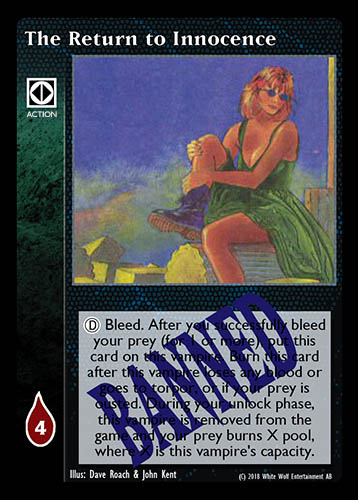 The Return to Innocence
ACTION
D Bleed. After you successfully bleed
your prey (for 1 or more), put this
card on this vampire. Burn this card
after this vampire loses any blood or
goes to torpor, or if your prey is
ousted. During your unlock phase,
this vampire is removed from the
game and your prey burns X pool,
where X is this vampire's capacity.
BANNED
4
Illus: Dave Roach & John Kent
(C) 2018 White Wolf Entertainment AB